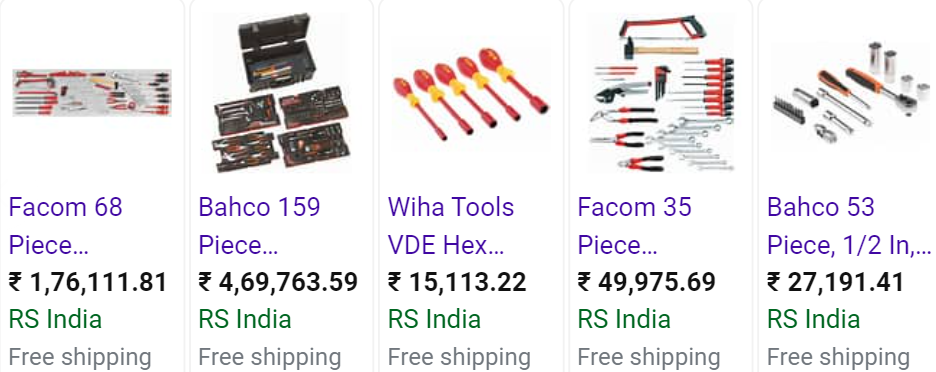 Facom 68
Piece...
₹ 1,76,111.81
RS India
Free shipping
Bahco 159
Piece...
₹ 4,69,763.59
RS India
Free shipping
Wiha Tools
VDE Hex...
₹ 15,113.22
RS India
Free shipping
Facom 35
Piece...
₹ 49,975.69
RS India
Free shipping
Bahco 53
Piece, 1/2 In,...
₹ 27,191.41
RS India
Free shipping